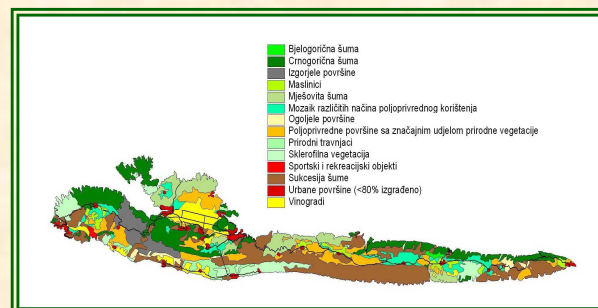 Bjelogorična šuma
Crnogorična šuma
Izgorjele površine
Maslinici
Mješovita šuma
Mozaik različitih načina poljoprivrednog korištenja
Ogoljele površine
Poljoprivredne površine sa značajnim udjelom prirodne vegetacije
Prirodni travnjaci
Sklerofilna vegetacija
Sportski i rekreacijski objekti
Sukcesija šume
Urbane površine (<80% izgrađeno)
Vinogradi